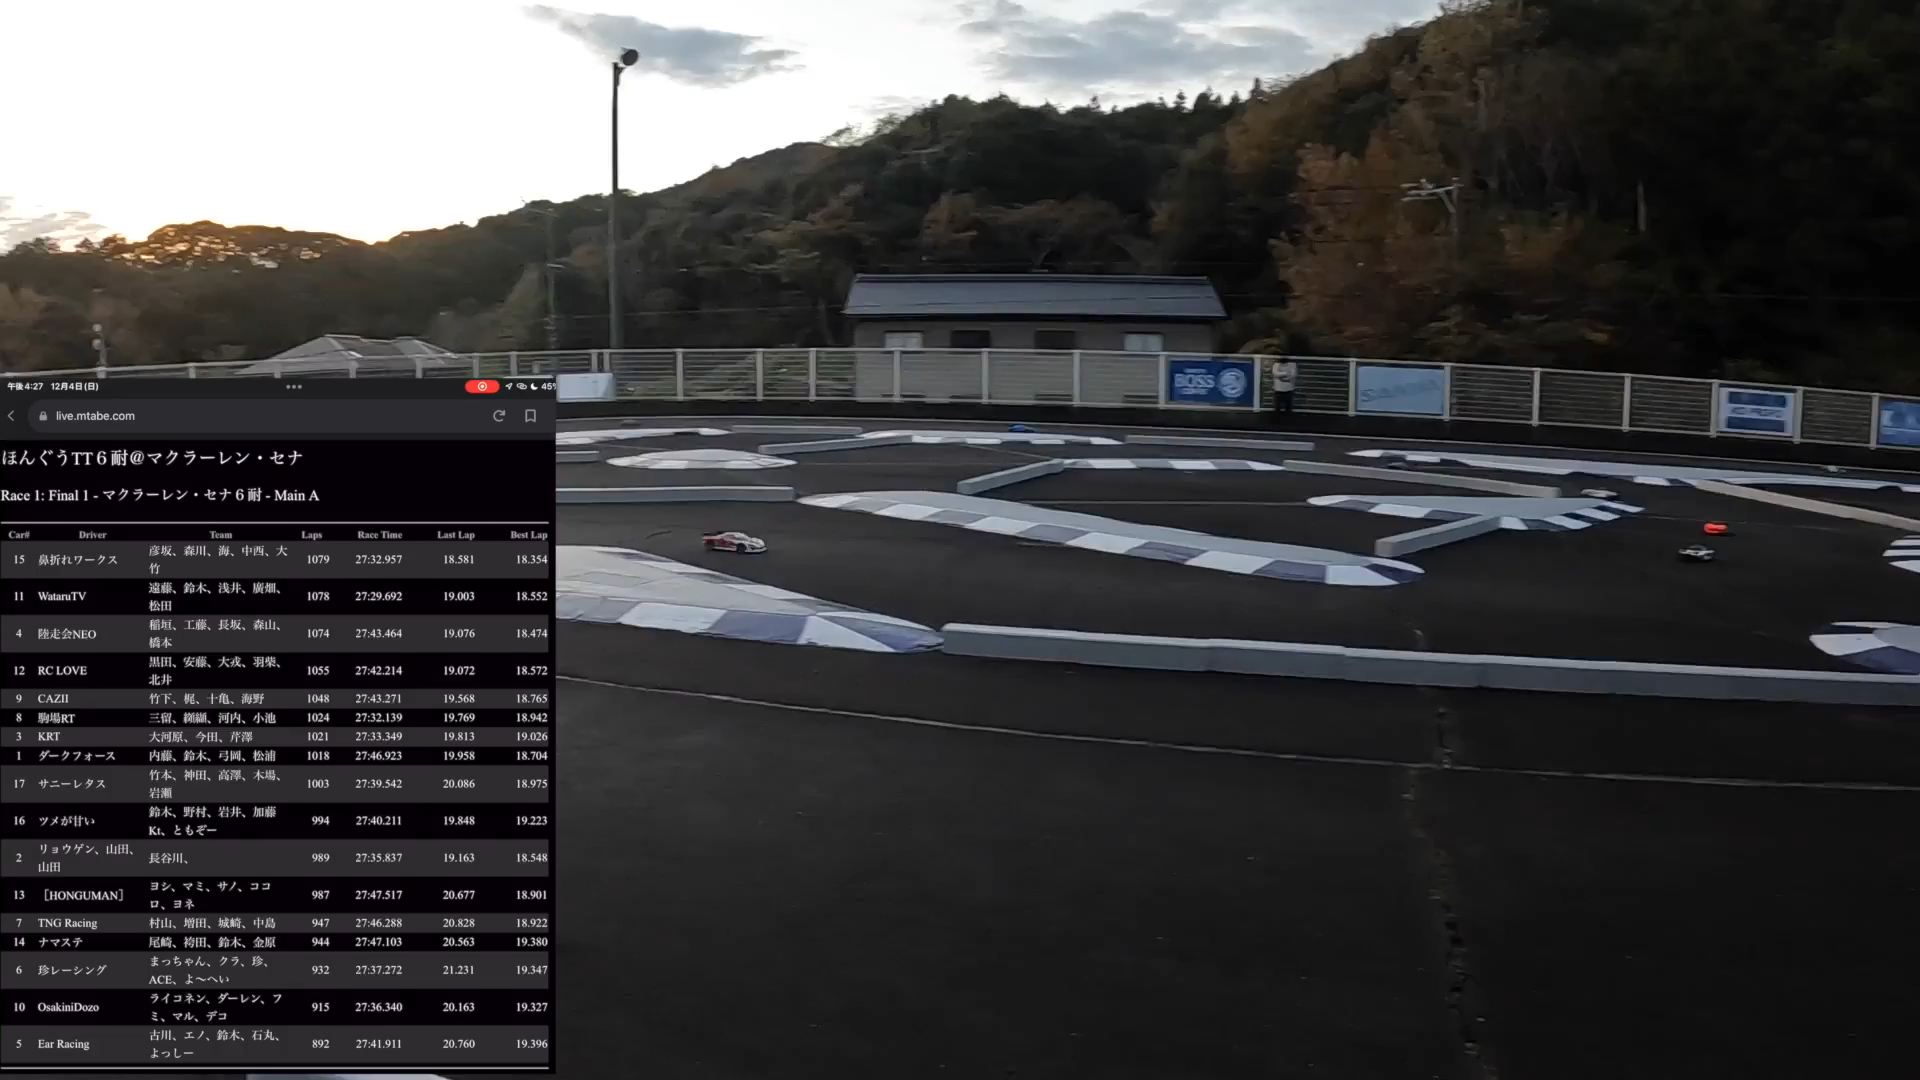 午後4:27 12月4日(日)
45%
live.mtabe.com
ほんぐうTT６耐＠マクラーレン・セナ
Race 1: Final 1 - マクラーレン・セナ６耐 - Main A
Car# Driver Team Laps Race Time Last Lap Best Lap
15 鼻折れワークス 彦坂、森川、海、中西、大竹 1079 27:32.957 18.581 18.354
11 WataruTV 遠藤、鈴木、浅井、廣畑、松田 1078 27:29.692 19.003 18.552
4 陸走会NEO 稲垣、工藤、長坂、森山、橋本 1074 27:43.464 19.076 18.474
12 RC LOVE 黒田、安藤、大戎、羽柴、北井 1055 27:42.214 19.072 18.572
9 CAZII 竹下、梶、十亀、海野 1048 27:43.271 19.568 18.765
8 駒場RT 三留、纐纈、河内、小池 1024 27:32.139 19.769 18.942
3 KRT 大河原、今田、芹澤 1021 27:33.349 19.813 19.026
1 ダークフォース 内藤、鈴木、弓岡、松浦 1018 27:46.923 19.958 18.704
17 サニーレタス 竹本、神田、高澤、木場、岩瀬 1003 27:39.542 20.086 18.975
16 ツメが甘い 鈴木、野村、岩井、加藤Kt、ともぞー 994 27:40.211 19.848 19.223
2 リョウゲン、山田、山田 長谷川、 989 27:35.837 19.163 18.548
13 ［HONGUMAN］ ヨシ、マミ、サノ、ココロ、ヨネ 987 27:47.517 20.677 18.901
7 TNG Racing 村山、増田、城崎、中島 947 27:46.288 20.828 18.922
14 ナマステ 尾崎、袴田、鈴木、金原 944 27:47.103 20.563 19.380
6 珍レーシング まっちゃん、クラ、珍、ACE、よ〜へい 932 27:37.272 21.231 19.347
10 OsakiniDozo ライコネン、ダーレン、フミ、マル、デコ 915 27:36.340 20.163 19.327
5 Ear Racing 古川、エノ、鈴木、石丸、よっしー 892 27:41.911 20.760 19.396
BOSS
SANWA
KO PROPO